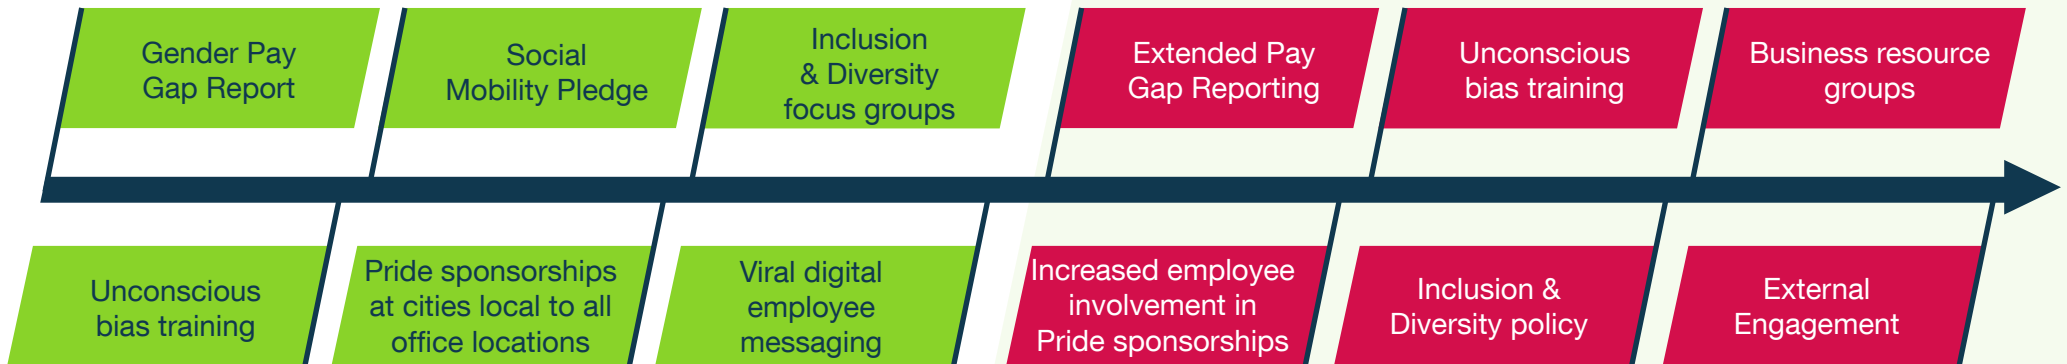 Gender Pay
Gap Report
Social
Mobility Pledge
Inclusion
& Diversity
focus groups
Extended Pay
Gap Reporting
Unconscious
bias training
Business resource
groups
Unconscious
bias training
Pride sponsorships
at cities local to all
office locations
Viral digital
employee
messaging
Increased employee
involvement in
Pride sponsorships
Inclusion &
Diversity policy
External
Engagement